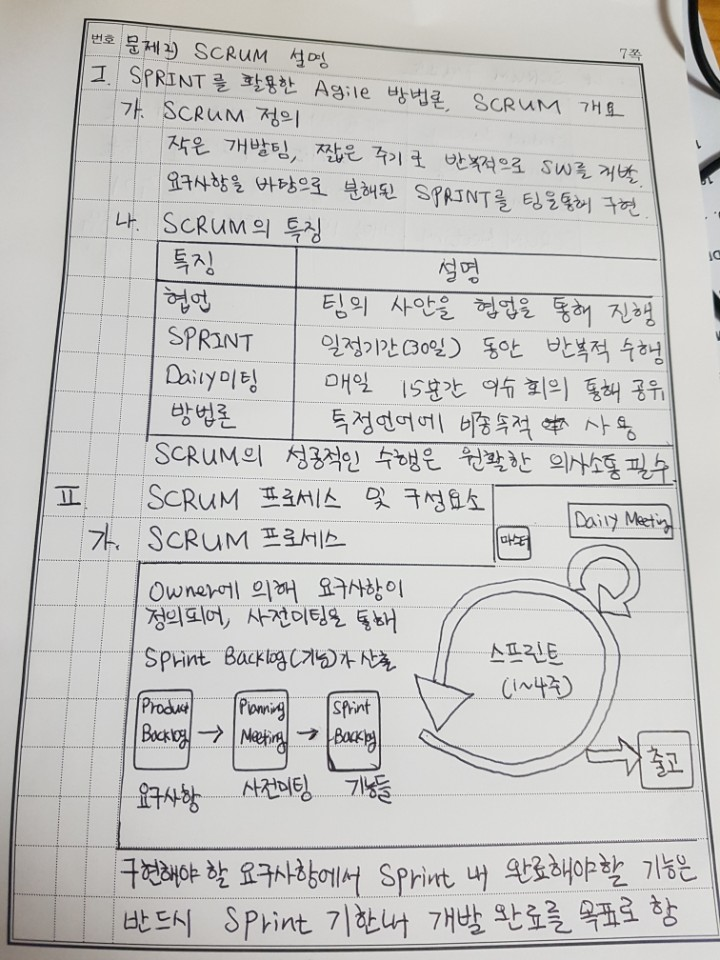 번호 문제2) SCRUM 설명 7쪽
I. SPRINT를 활용한 Agile 방법론, SCRUM 개요
가. SCRUM 정의
작은 개발팀, 짧은 주기로 반복적으로 SW를 개발.
요구사항을 바탕으로 분해된 SPRINT를 팀을통해 구현.
나. SCRUM의 특징
특징 설명
협업 팀의 사안을 협업을 통해 진행
SPRINT 일정기간(30일) 동안 반복적 수행
Daily미팅 매일 15분간 이슈 회의 통해 공유
방법론 특정언어에 비종속적 사용
SCRUM의 성공적인 수행은 원활한 의사소통 필수.
II SCRUM 프로세스 및 구성요소
가. SCRUM 프로세스
Daily Meeting
마스터
Owner에 의해 요구사항이
정의되어, 사전미팅을 통해
Sprint Backlog(기능)가 산출
스프린트
(1~4주)
Product Backlog → Planning Meeting → Sprint Backlog
출고
요구사항 사전미팅 기능들
구현해야 할 요구사항에서 Sprint 내 완료해야할 기능은
반드시 Sprint 기한내 개발 완료를 목표로 함